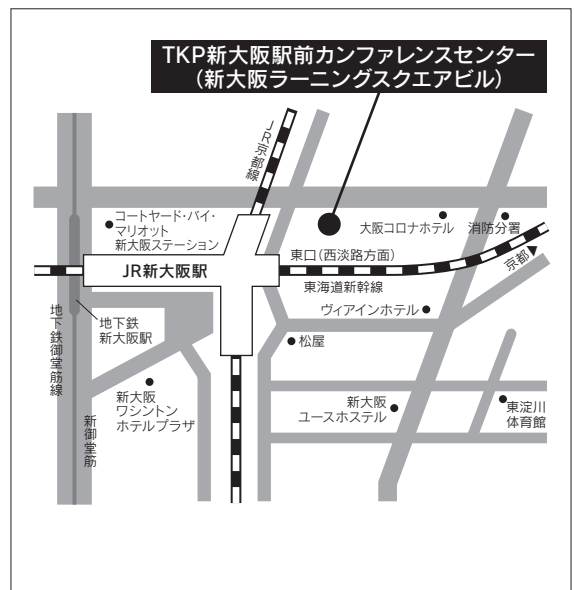 TKP新大阪駅前カンファレンスセンター
(新大阪ラーニングスクエアビル)
JR京都線
コートヤード・バイ・
マリオット
新大阪ステーション
大阪コロナホテル
消防分署
東口(西淡路方面)
京都
JR新大阪駅
東海道新幹線
ヴィアインホテル
地下鉄御堂筋線
地下鉄
新大阪駅
松屋
新大阪
ワシントン
ホテルプラザ
新御堂筋
新大阪
ユースホステル
東淀川
体育館